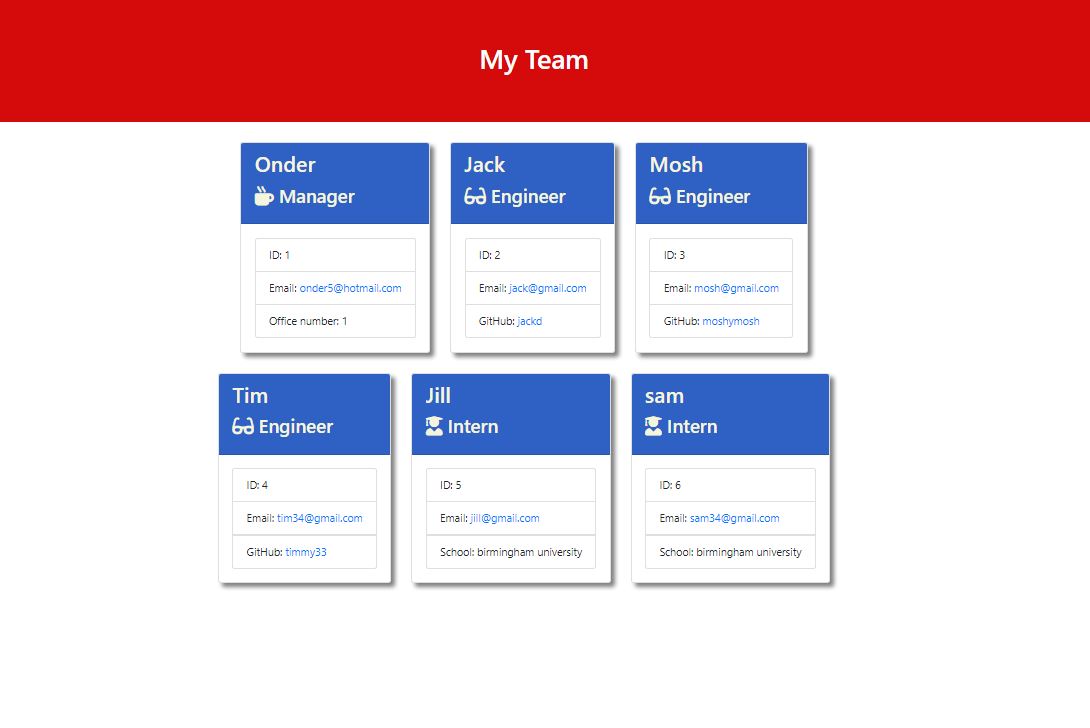 My Team
Onder
Manager
ID: 1
Email: onder5@hotmail.com
Office number: 1
Jack
Engineer
ID: 2
Email: jack@gmail.com
GitHub: jackd
Mosh
Engineer
ID: 3
Email: mosh@gmail.com
GitHub: moshymosh
Tim
Engineer
ID: 4
Email: tim34@gmail.com
GitHub: timmy33
Jill
Intern
ID: 5
Email: jill@gmail.com
School: birmingham university
sam
Intern
ID: 6
Email: sam34@gmail.com
School: birmingham university